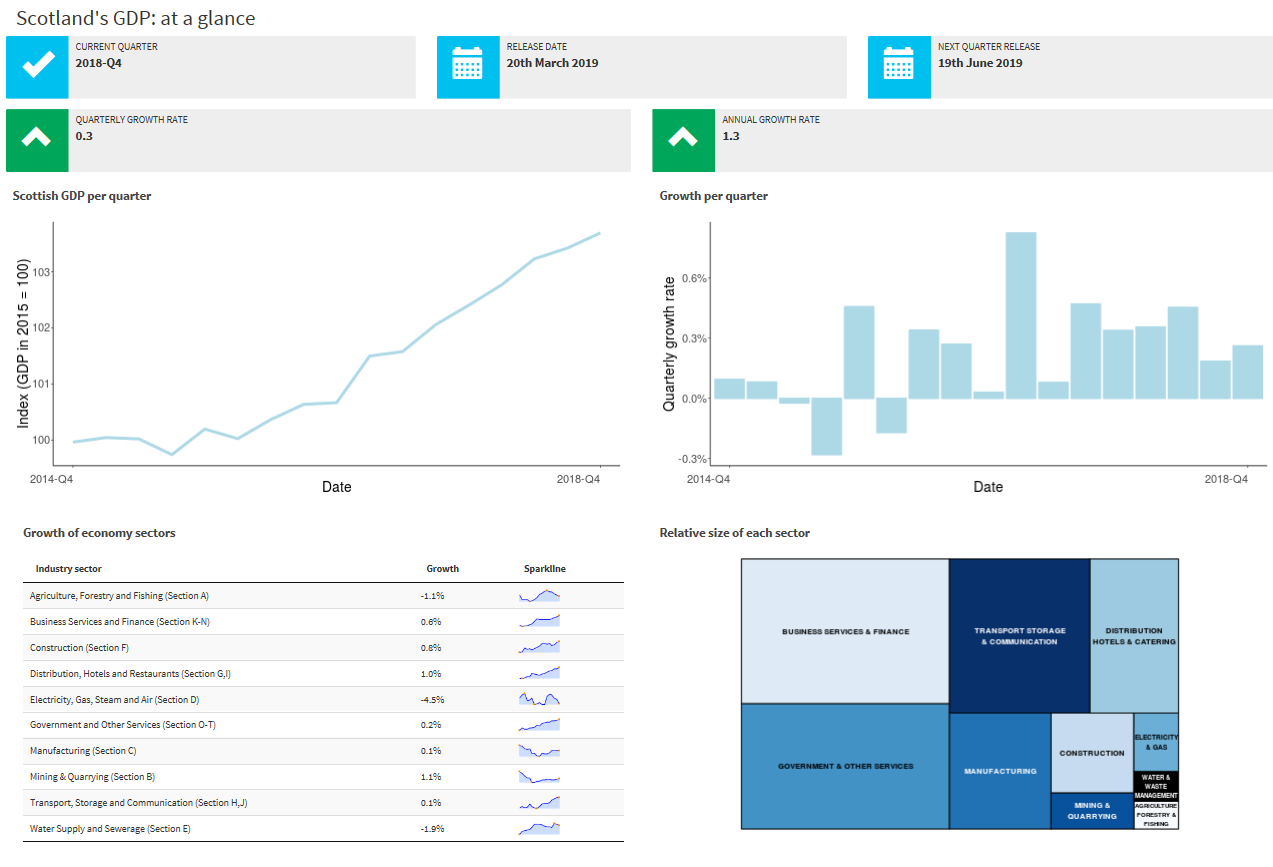 Scotland's GDP: at a glance
CURRENT QUARTER
2018-Q4
RELEASE DATE
20th March 2019
NEXT QUARTER RELEASE
19th June 2019
QUARTERLY GROWTH RATE
0.3
ANNUAL GROWTH RATE
1.3
Scottish GDP per quarter
Index (GDP in 2015 = 100)
103
102
101
100
2014-Q4
2018-Q4
Date
Growth per quarter
Quarterly growth rate
0.6%
0.3%
0.0%
-0.3%
2014-Q4
2018-Q4
Date
Growth of economy sectors
Industry sector Growth Sparkline
Agriculture, Forestry and Fishing (Section A) -1.1%
Business Services and Finance (Section K-N) 0.6%
Construction (Section F) 0.8%
Distribution, Hotels and Restaurants (Section G,I) 1.0%
Electricity, Gas, Steam and Air (Section D) -4.5%
Government and Other Services (Section O-T) 0.2%
Manufacturing (Section C) 0.1%
Mining & Quarrying (Section B) 1.1%
Transport, Storage and Communication (Section H,J) 0.1%
Water Supply and Sewerage (Section E) -1.9%
Relative size of each sector
BUSINESS SERVICES & FINANCE
TRANSPORT STORAGE
& COMMUNICATION
DISTRIBUTION
HOTELS & CATERING
GOVERNMENT & OTHER SERVICES
MANUFACTURING
CONSTRUCTION
ELECTRICITY
& GAS
MINING &
QUARRYING
WATER &
WASTE
MANAGEMENT
AGRICULTURE
FORESTRY &
FISHING